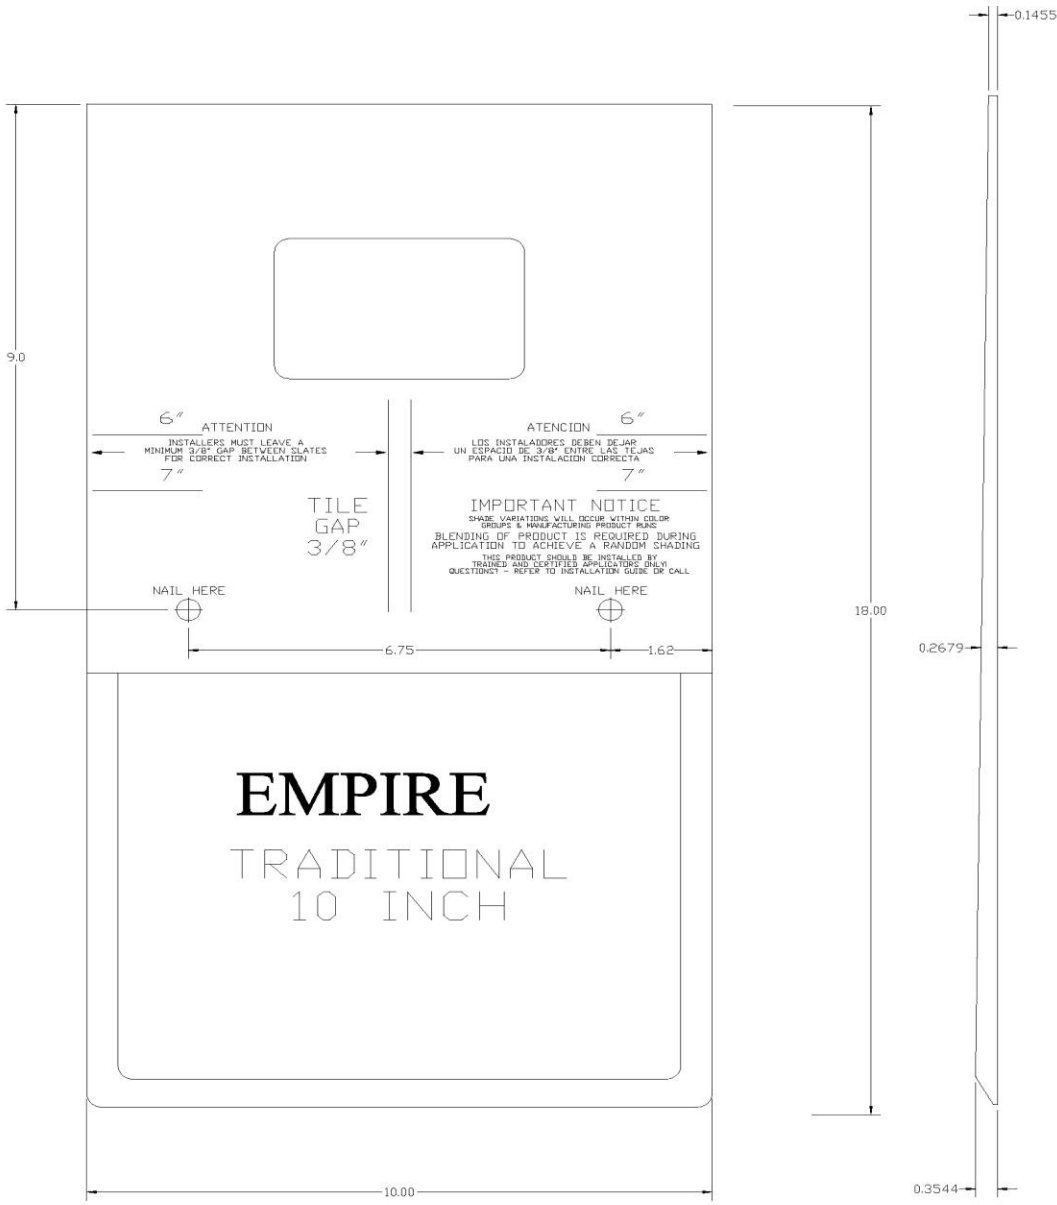 0.1455
9.0
6" ATTENTION
INSTALLERS MUST LEAVE A
MINIMUM 3/8" GAP BETWEEN SLATES
FOR CORRECT INSTALLATION
7"
ATENCION 6"
LOS INSTALADORES DEBEN DEJAR
UN ESPACIO DE 3/8" ENTRE LAS TEJAS
PARA UNA INSTALACION CORRECTA
7"
TILE
GAP
3/8"
IMPORTANT NOTICE
SHADE VARIATIONS WILL OCCUR WITHIN COLOR
GROUPS & MANUFACTURING PRODUCT RUNS
BLENDING OF PRODUCT IS REQUIRED DURING
APPLICATION TO ACHIEVE A RANDOM SHADING
THIS PRODUCT SHOULD BE INSTALLED BY
TRAINED AND CERTIFIED APPLICATORS ONLY!
QUESTIONS? - REFER TO INSTALLATION GUIDE OR CALL
NAIL HERE
NAIL HERE
18.00
6.75
1.62
0.2679
EMPIRE
TRADITIONAL
10 INCH
10.00
0.3544